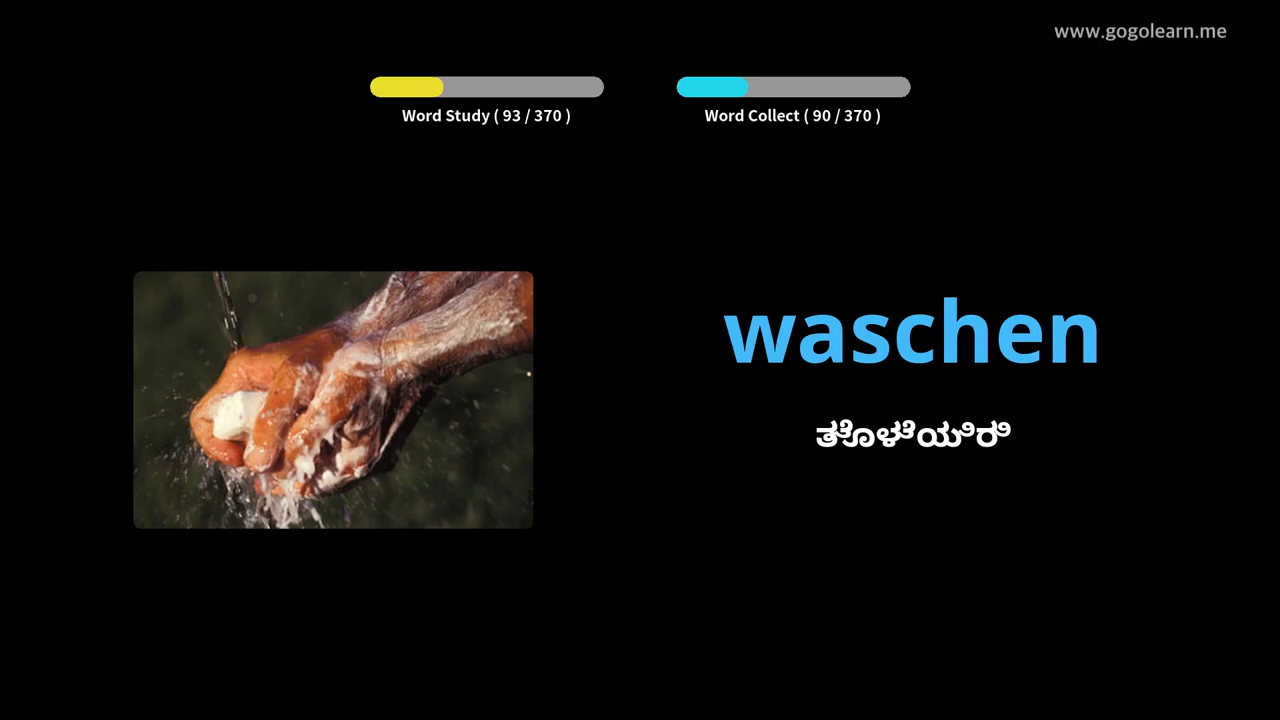 www.gogolearn.me
Word Study ( 93 / 370 )
Word Collect ( 90 / 370 )
waschen
ತೊಳೆಯಿರಿ